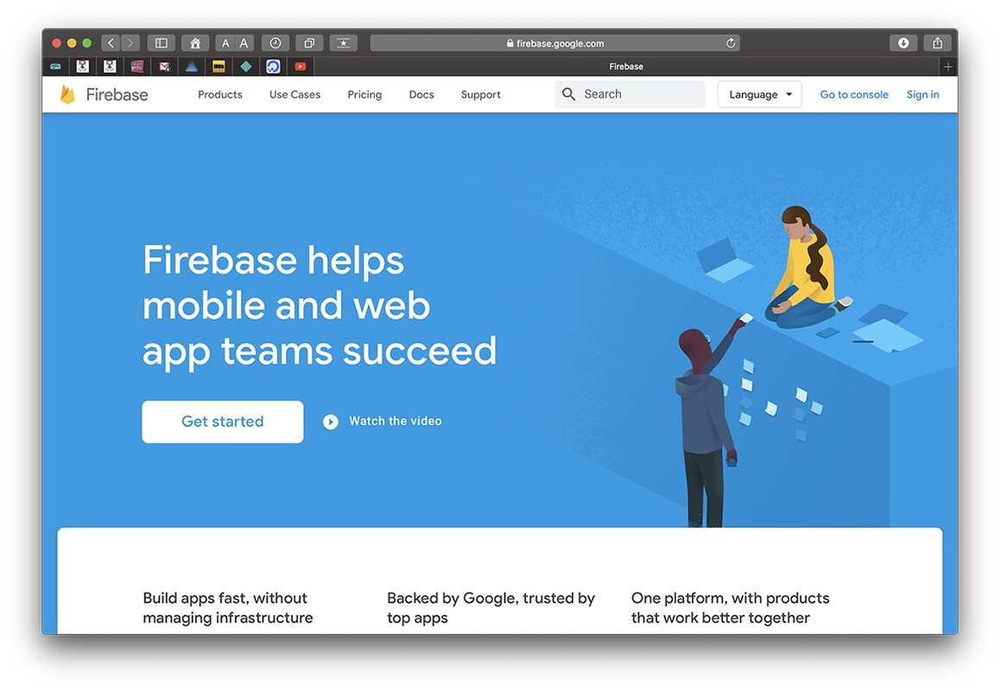 A A
firebase.google.com
Firebase
Firebase
Products
Use Cases
Pricing
Docs
Support
Search
Language
Go to console
Sign in
Firebase helps
mobile and web
app teams succeed
Get started
Watch the video
Build apps fast, without
managing infrastructure
Backed by Google, trusted by
top apps
One platform, with products
that work better together